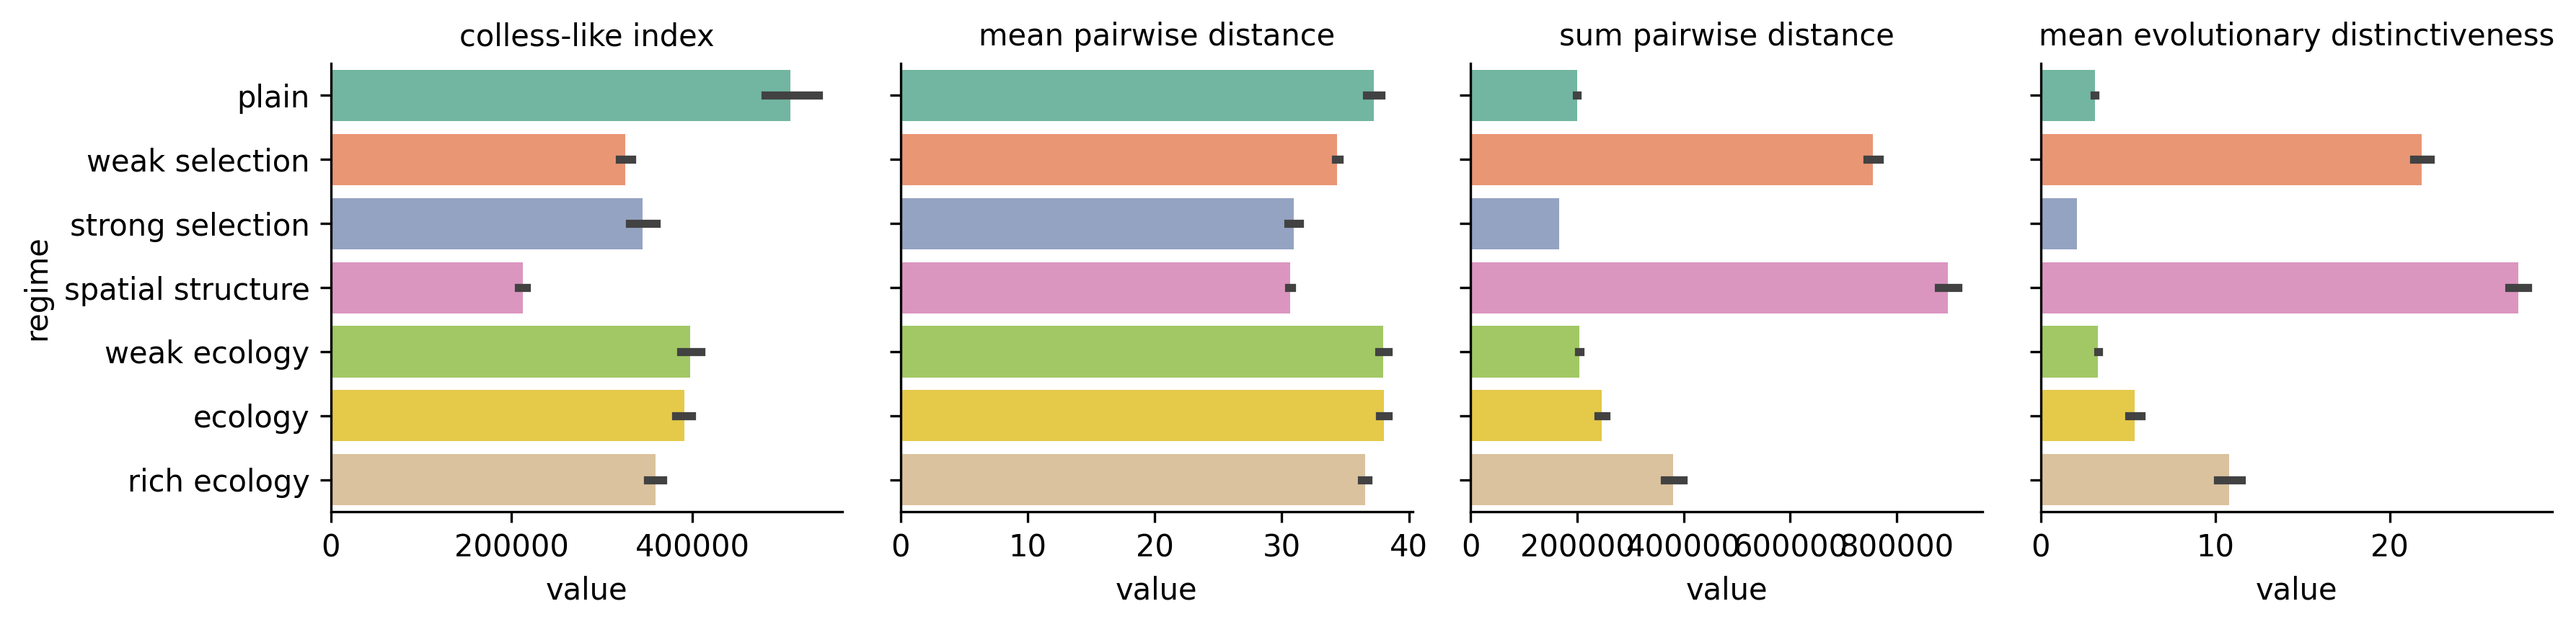 colless-like index
mean pairwise distance
sum pairwise distance
mean evolutionary distinctiveness
regime
plain
weak selection
strong selection
spatial structure
weak ecology
ecology
rich ecology
0 200000 400000
0 10 20 30 40
0 200000 400000 600000 800000
0 10 20
value
value
value
value